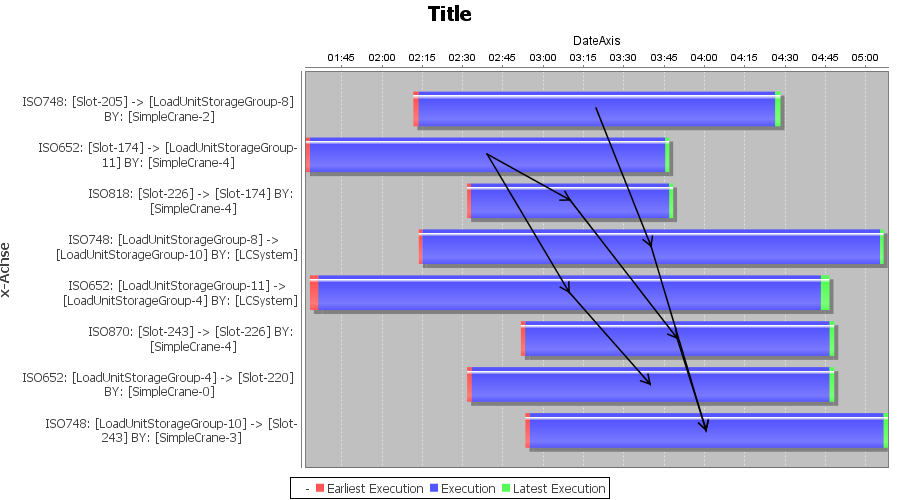 Title
DateAxis
01:45 02:00 02:15 02:30 02:45 03:00 03:15 03:30 03:45 04:00 04:15 04:30 04:45 05:00
x-Achse
ISO748: [Slot-205] -> [LoadUnitStorageGroup-8]
BY: [SimpleCrane-2]
ISO652: [Slot-174] -> [LoadUnitStorageGroup-
11] BY: [SimpleCrane-4]
ISO818: [Slot-226] -> [Slot-174] BY:
[SimpleCrane-4]
ISO748: [LoadUnitStorageGroup-8] ->
[LoadUnitStorageGroup-10] BY: [LCSystem]
ISO652: [LoadUnitStorageGroup-11] ->
[LoadUnitStorageGroup-4] BY: [LCSystem]
ISO870: [Slot-243] -> [Slot-226] BY:
[SimpleCrane-4]
ISO652: [LoadUnitStorageGroup-4] -> [Slot-220]
BY: [SimpleCrane-0]
ISO748: [LoadUnitStorageGroup-10] -> [Slot-
243] BY: [SimpleCrane-3]
- Earliest Execution Execution Latest Execution